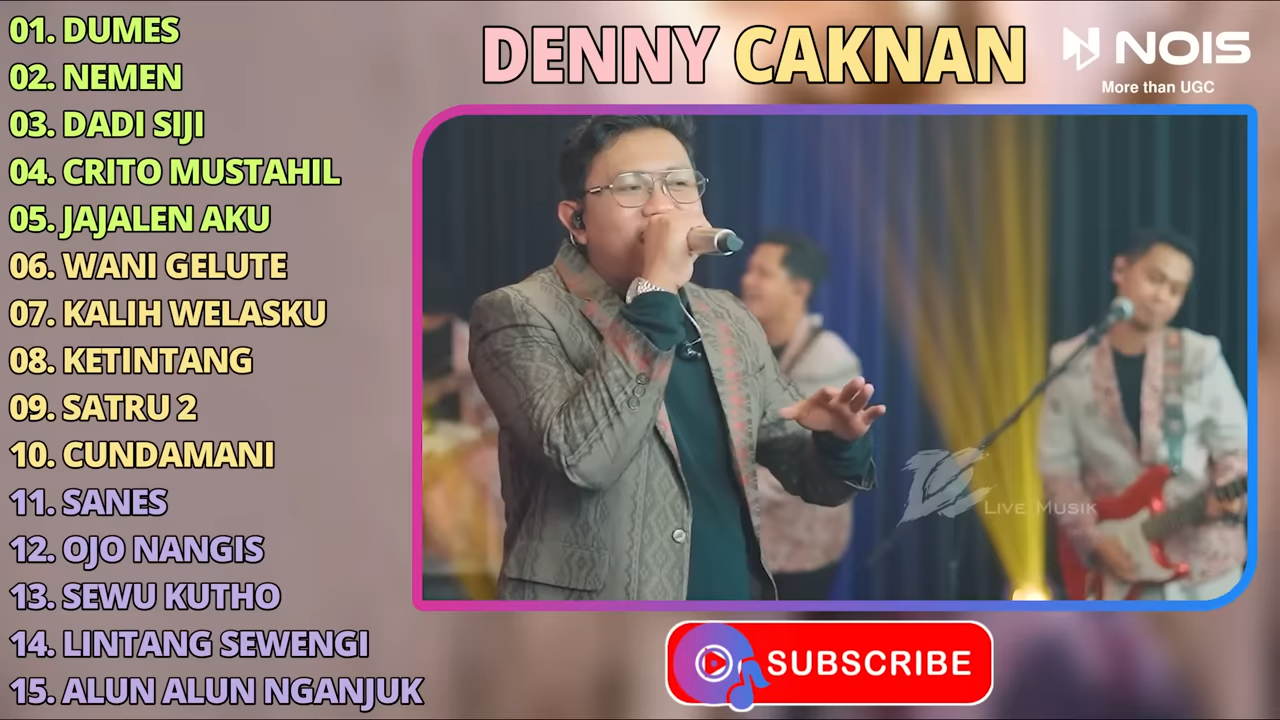 01. DUMES
02. NEMEN
03. DADI SIJI
04. CRITO MUSTAHIL
05. JAJALEN AKU
06. WANI GELUTE
07. KALIH WELASKU
08. KETINTANG
09. SATRU 2
10. CUNDAMANI
11. SANES
12. OJO NANGIS
13. SEWU KUTHO
14. LINTANG SEWENGI
15. ALUN ALUN NGANJUK
DENNY CAKNAN
NOIS
More than UGC
LIVE MUSIK
SUBSCRIBE